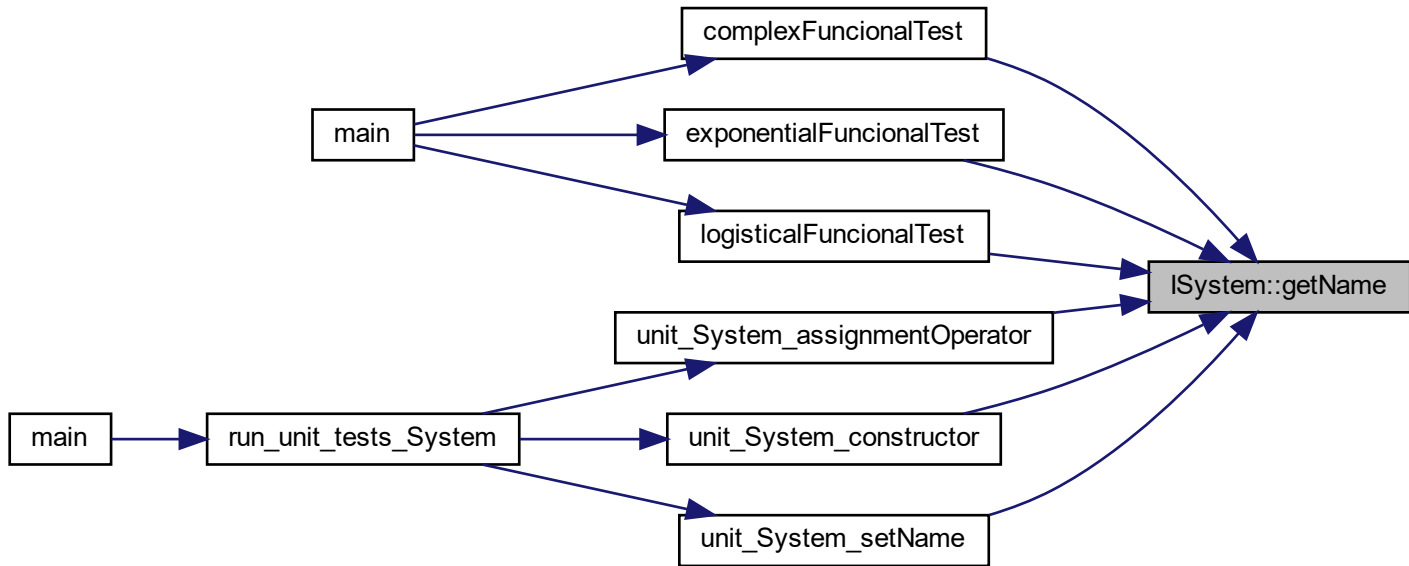 complexFuncionalTest
main
exponentialFuncionalTest
logisticalFuncionalTest
ISystem::getName
unit_System_assignmentOperator
main
run_unit_tests_System
unit_System_constructor
unit_System_setName